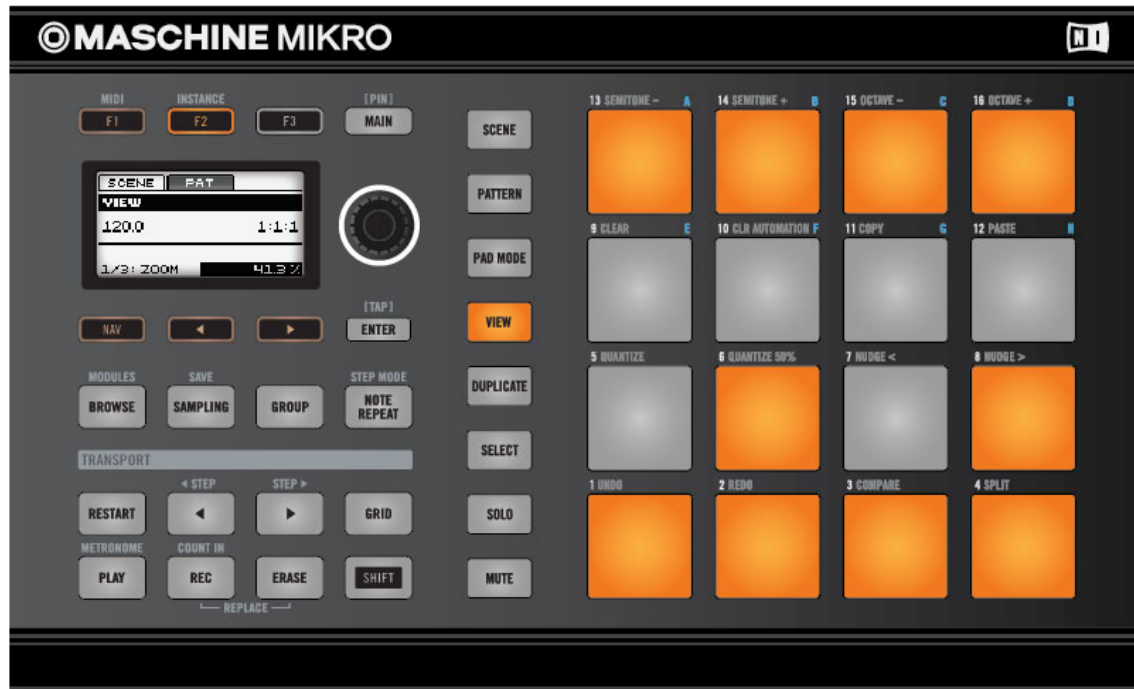 MASCHINE MIKRO
NI
MIDI INSTANCE [PIN]
F1 F2 F3 MAIN
SCENE PAT
VIEW
120.0 1:1:1
1/3: ZOOM 41.3 %
[TAP]
NAV ENTER
MODULES SAVE STEP MODE
BROWSE SAMPLING GROUP NOTE REPEAT
TRANSPORT
STEP STEP
RESTART GRID
METRONOME COUNT IN
PLAY REC ERASE SHIFT
REPLACE
SCENE
PATTERN
PAD MODE
VIEW
DUPLICATE
SELECT
SOLO
MUTE
13 SEMITONE - A 14 SEMITONE + B 15 OCTAVE - C 16 OCTAVE + D
9 CLEAR E 10 CLR AUTOMATION F 11 COPY G 12 PASTE H
5 QUANTIZE 6 QUANTIZE 50% 7 NUDGE < 8 NUDGE >
1 UNDO 2 REDO 3 COMPARE 4 SPLIT